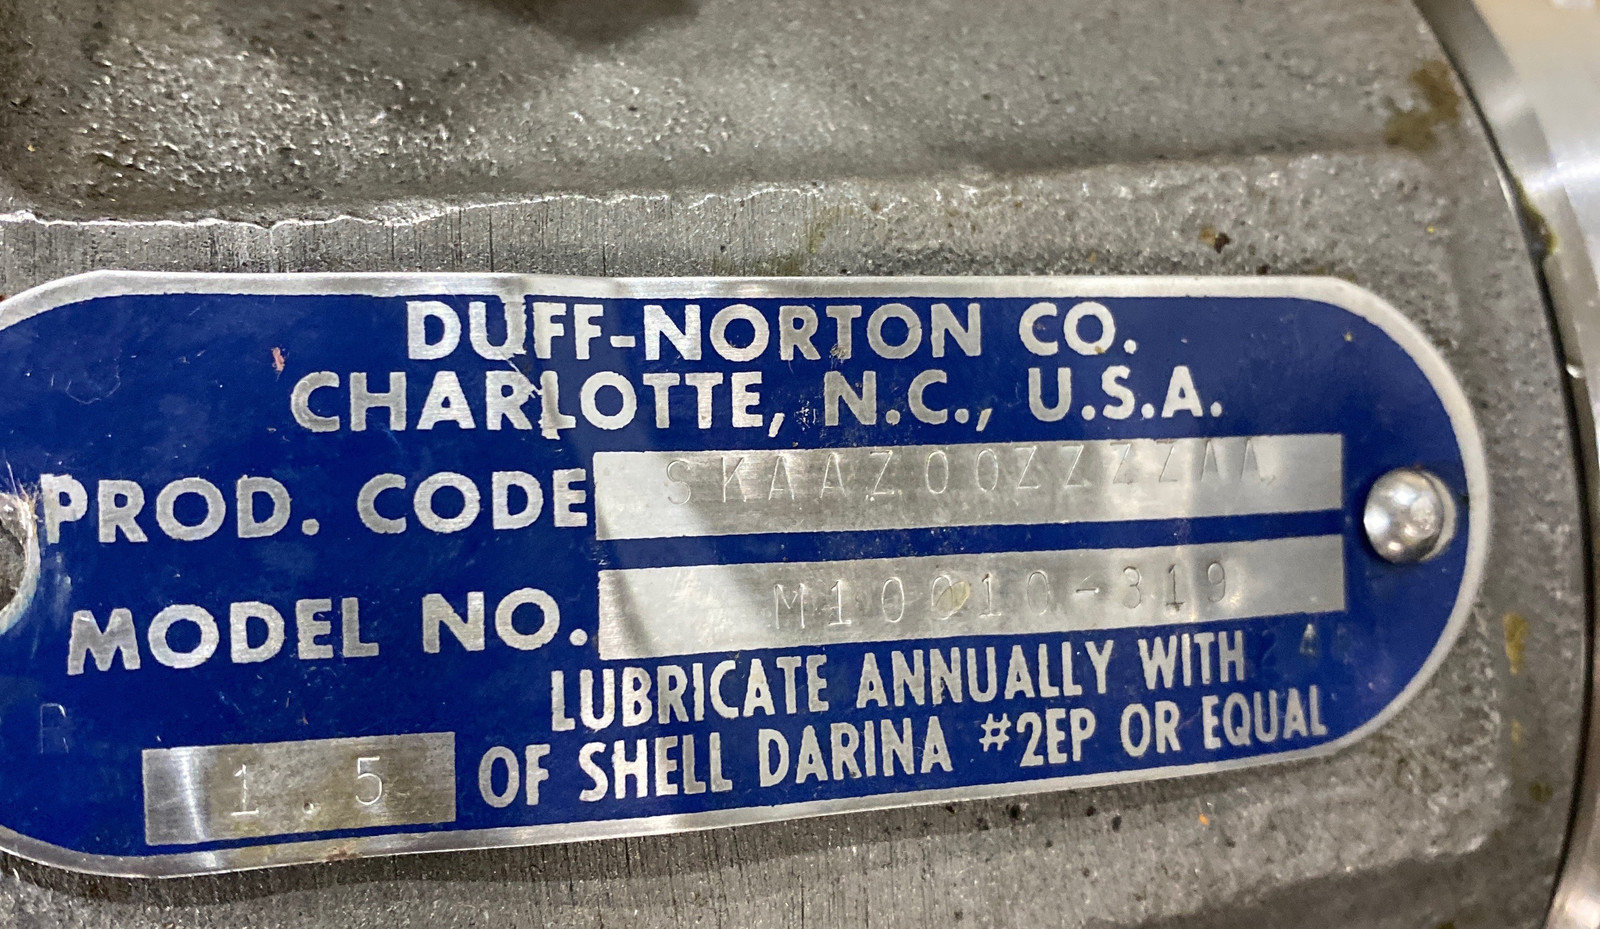 DUFF-NORTON CO.
CHARLOTTE, N.C., U.S.A.
PROD. CODE SKAAZ00ZZZZZAA
MODEL NO. M10010-319
LUBRICATE ANNUALLY WITH
R
1.5 OF SHELL DARINA #2EP OR EQUAL